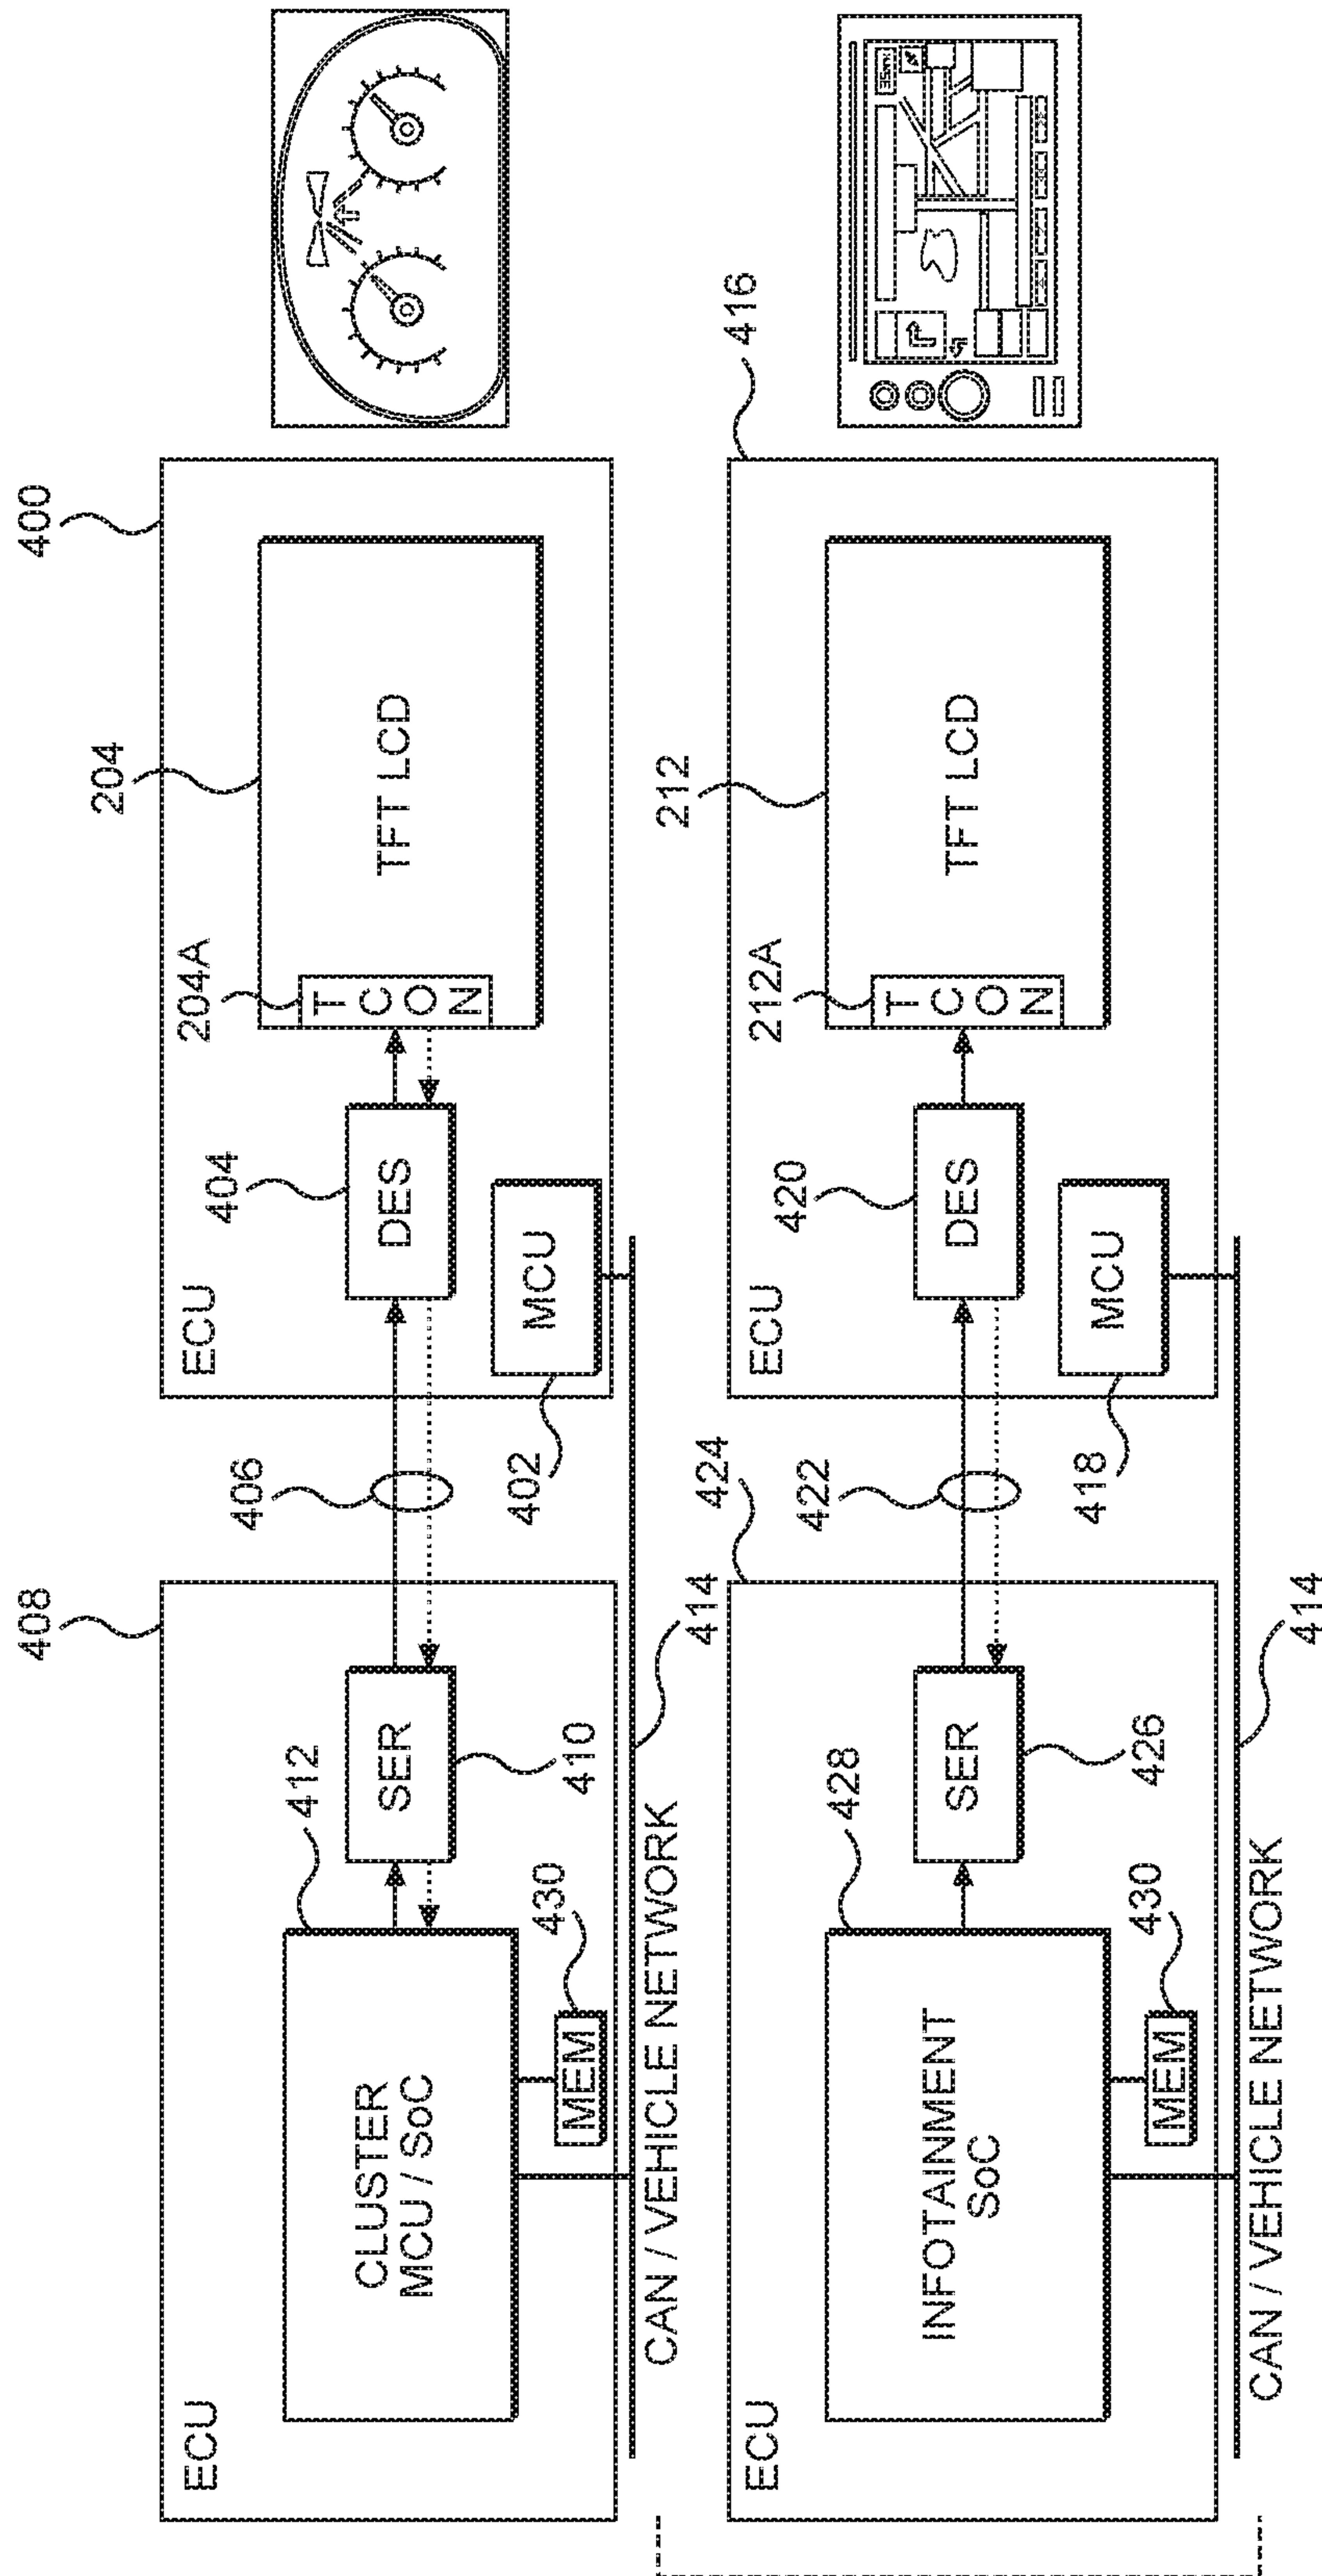 408
400
ECU
412
CLUSTER
MCU / SoC
SER
410
MEM
430
406
ECU
404
DES
MCU
402
204A
T
C
O
N
204
TFT LCD
CAN / VEHICLE NETWORK
414
424
416
ECU
428
INFOTAINMENT
SoC
SER
426
MEM
430
422
ECU
420
DES
MCU
418
212A
T
C
O
N
212
TFT LCD
CAN / VEHICLE NETWORK
414